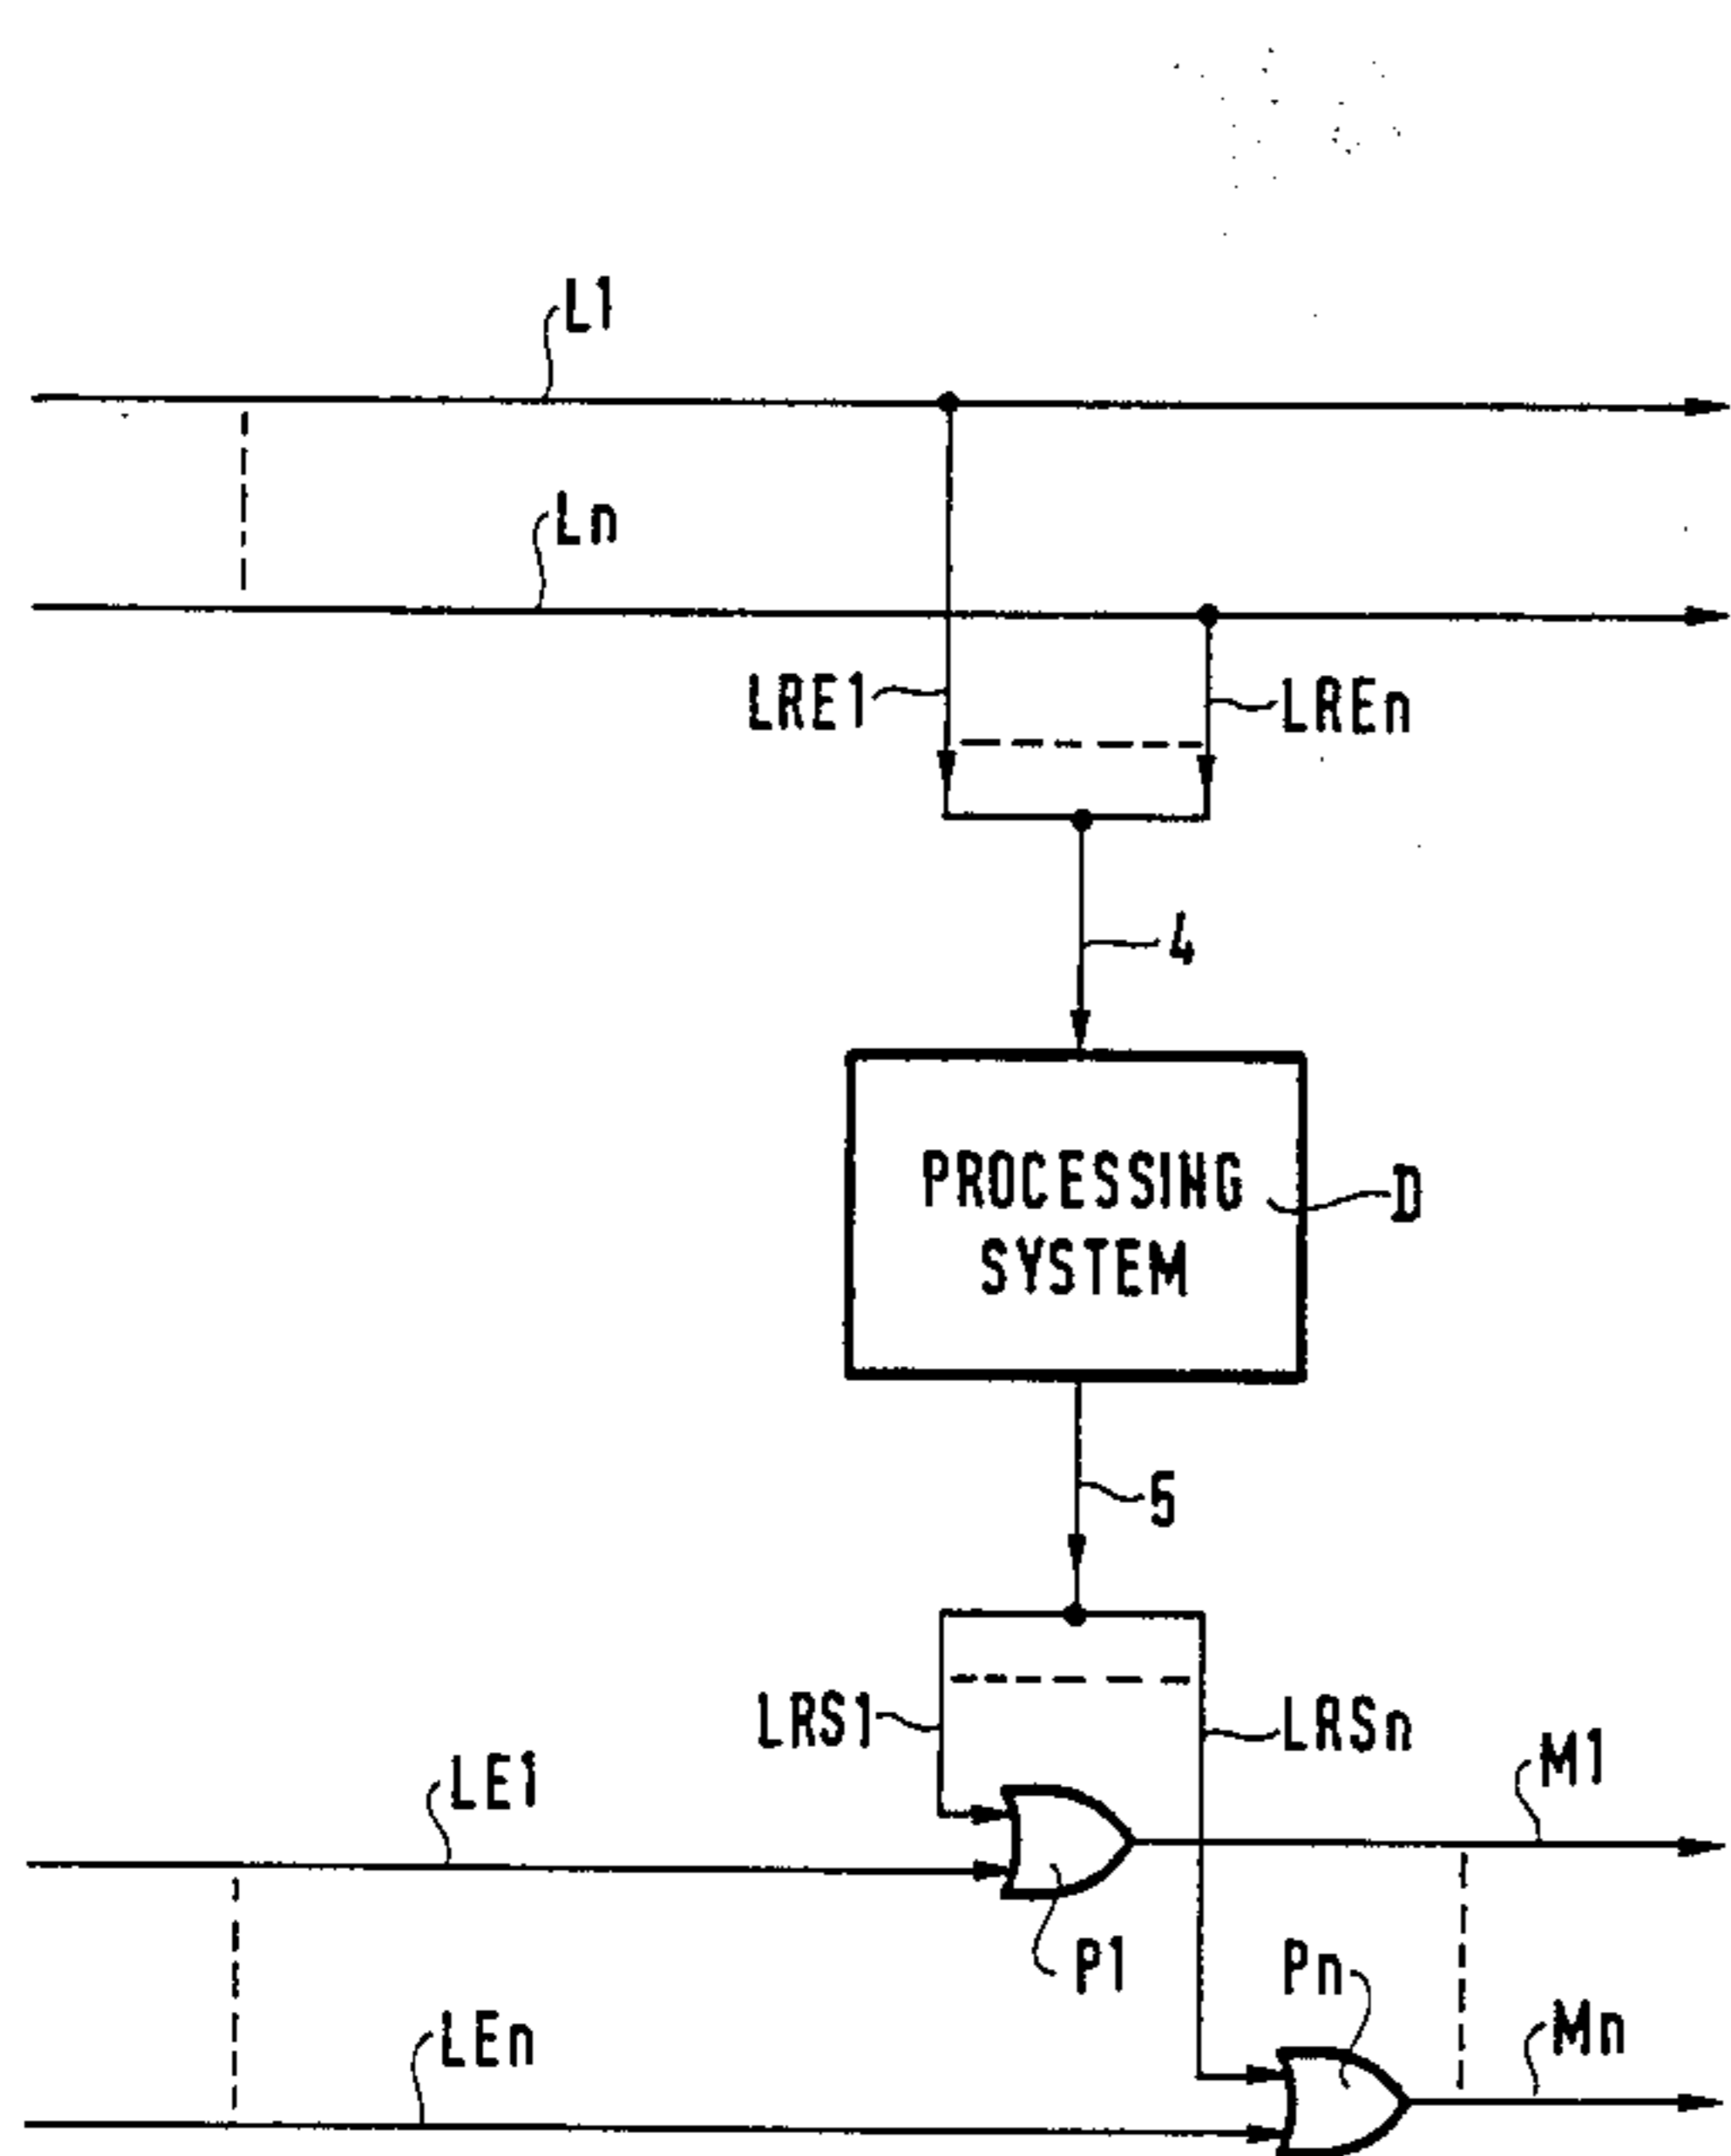 L1
Ln
LRE1
LREn
4
PROCESSING
SYSTEM
D
5
LRS1
LRSn
LE1
M1
P1
Pn
LEn
Mn